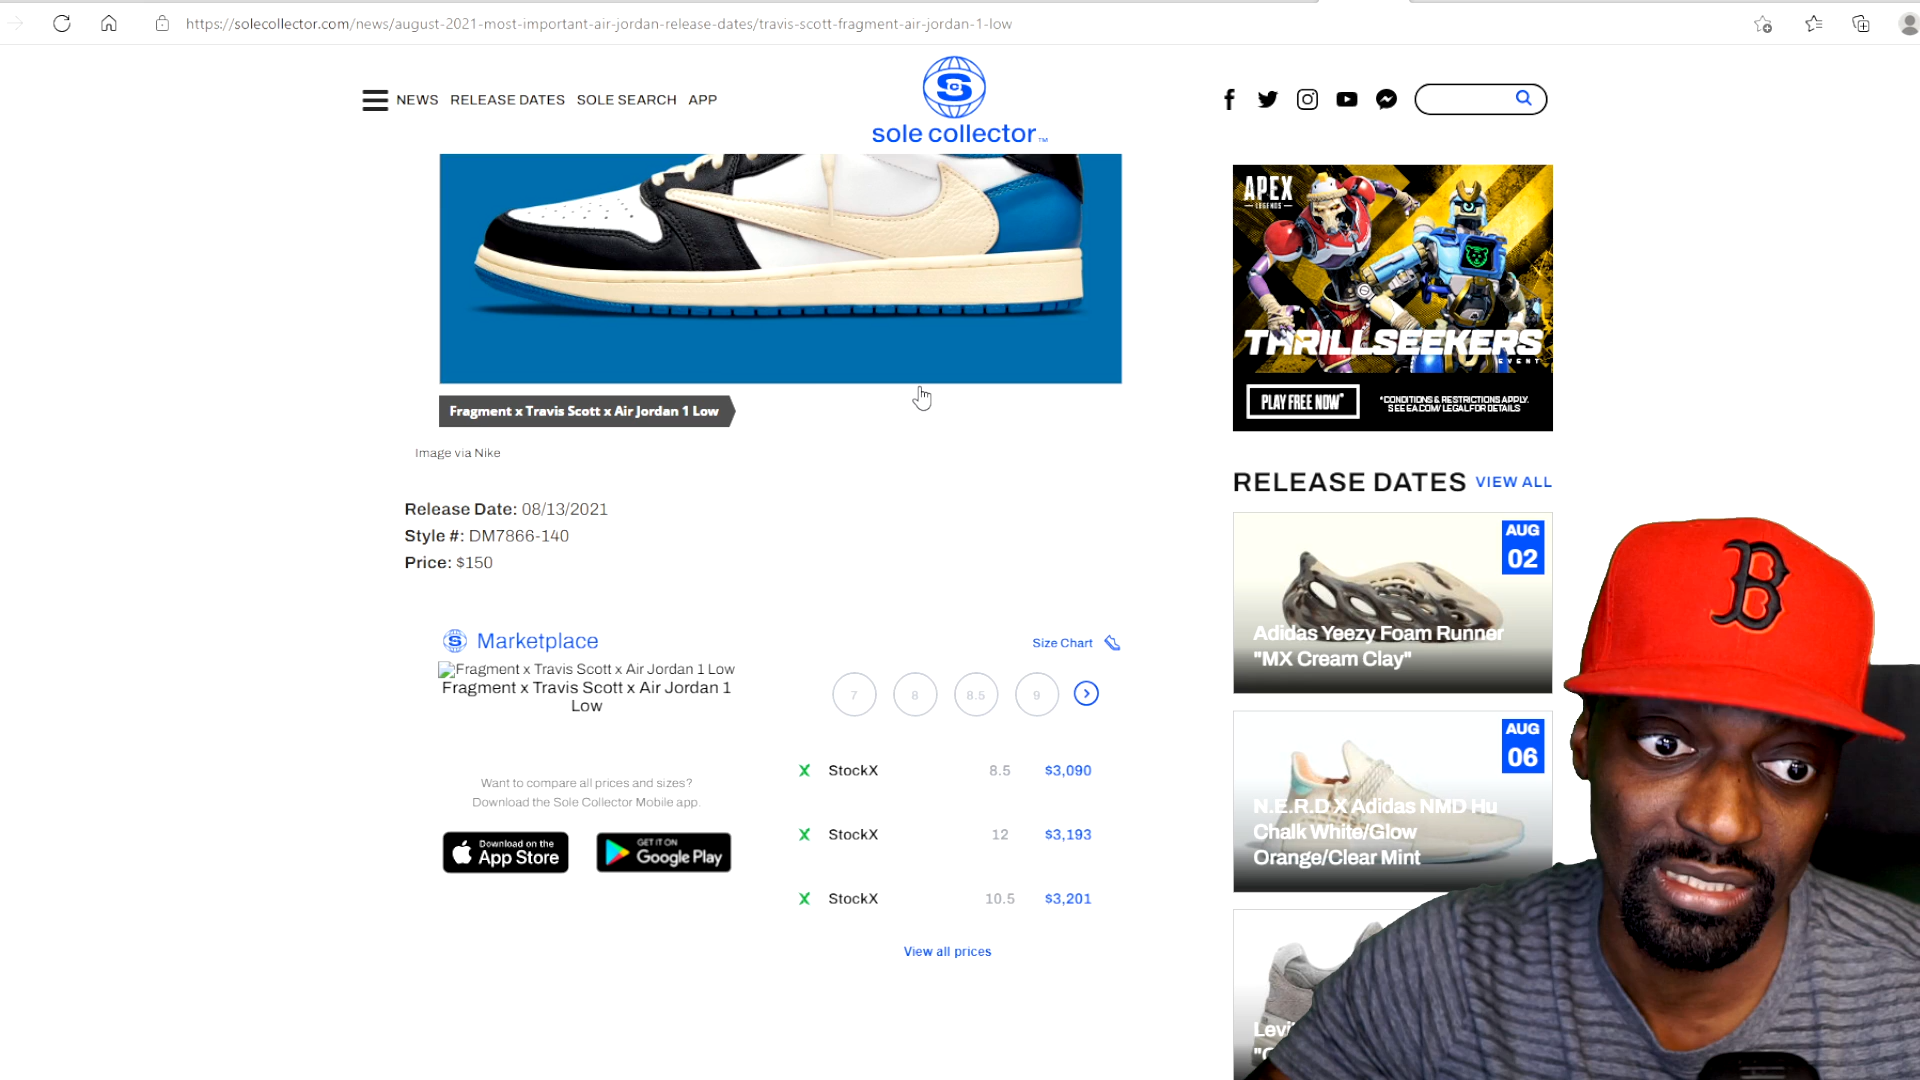 https://solecollector.com/news/august-2021-most-important-air-jordan-release-dates/travis-scott-fragment-air-jordan-1-low
NEWS RELEASE DATES SOLE SEARCH APP
sole collector™
Fragment x Travis Scott x Air Jordan 1 Low
Image via Nike
Release Date: 08/13/2021
Style #: DM7866-140
Price: $150
Marketplace
Size Chart
Fragment x Travis Scott x Air Jordan 1 Low
Fragment x Travis Scott x Air Jordan 1
Low
7 8 8.5 9
Want to compare all prices and sizes?
Download the Sole Collector Mobile app.
Download on the
App Store
GET IT ON
Google Play
StockX 8.5 $3,090
StockX 12 $3,193
StockX 10.5 $3,201
View all prices
APEX
LEGENDS
THRILLSEEKERS
EVENT
PLAY FREE NOW*
*CONDITIONS & RESTRICTIONS APPLY.
SEE EA.COM/LEGAL FOR DETAILS
RELEASE DATES VIEW ALL
AUG
02
Adidas Yeezy Foam Runner
"MX Cream Clay"
AUG
06
N.E.R.D X Adidas NMD Hu
Chalk White/Glow
Orange/Clear Mint
Levi
B